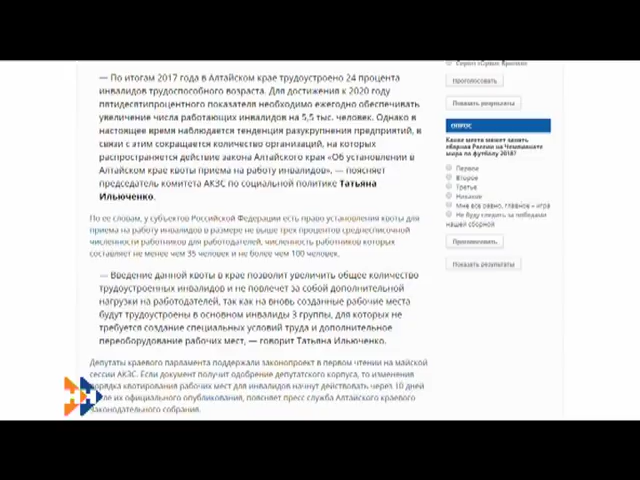 — По итогам 2017 года в Алтайском крае трудоустроено 24 процента
инвалидов трудоспособного возраста. Для достижения к 2020 году
пятидесятипроцентного показателя необходимо ежегодно обеспечивать
увеличение числа работающих инвалидов на 5,5 тыс. человек. Однако в
настоящее время наблюдается тенденция разукрупнения предприятий, в
связи с этим сокращается количество организаций, на которых
распространяется действие закона Алтайского края «Об установлении в
Алтайском крае квоты приема на работу инвалидов», — поясняет
председатель комитета АКЗС по социальной политике Татьяна
Ильюченко.
По ее словам, у субъектов Российской Федерации есть право установления квоты для
приема на работу инвалидов в размере не выше трех процентов среднесписочной
численности работников для работодателей, численность работников которых
составляет не менее чем 35 человек и не более чем 100 человек.
— Введение данной квоты в крае позволит увеличить общее количество
трудоустроенных инвалидов и не повлечет за собой дополнительной
нагрузки на работодателей, так как на вновь созданные рабочие места
будут трудоустроены в основном инвалиды 3 группы, для которых не
требуется создание специальных условий труда и дополнительное
переоборудование рабочих мест, — говорит Татьяна Ильюченко.
Депутаты краевого парламента поддержали законопроект в первом чтении на майской
сессии АКЗС. Если документ получит одобрение депутатского корпуса, то изменения
порядка квотирования рабочих мест для инвалидов начнут действовать через 10 дней
после их официального опубликования, поясняет пресс служба Алтайского краевого
Законодательного собрания.
Проголосовать
Показать результаты
ОПРОС
Какое место может занять
сборная России на Чемпионате
мира по футболу 2018?
Первое
Второе
Третье
Никакое
Мне все равно, главное – игра
Не буду следить за победами
нашей сборной
Проголосовать
Показать результаты